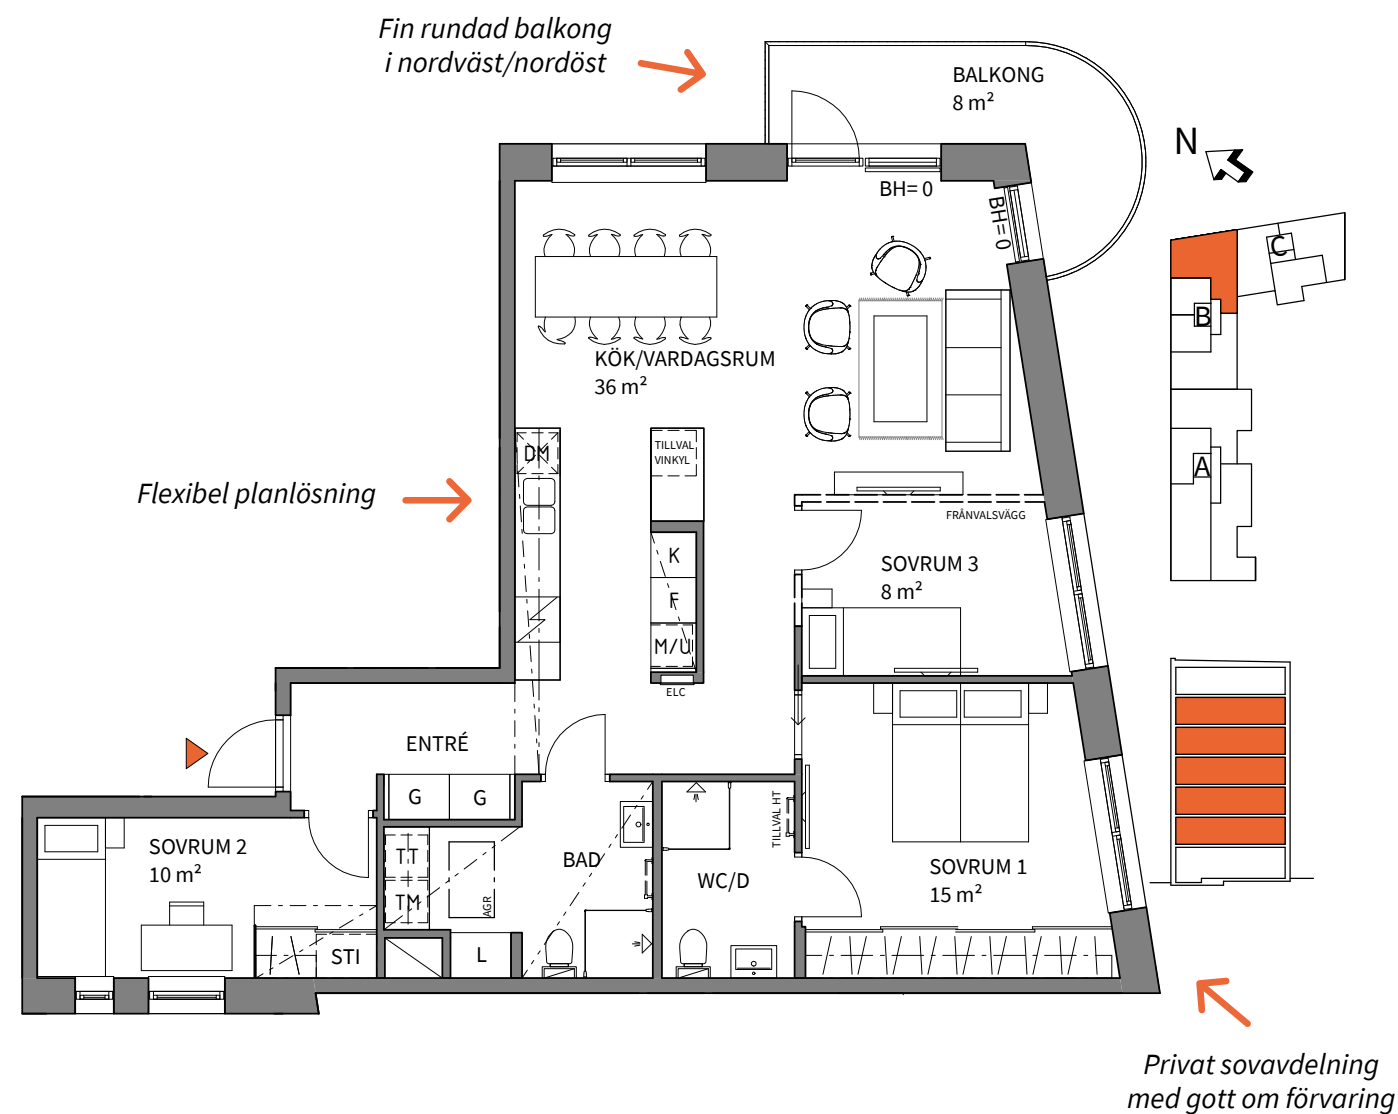 Fin rundad balkong
i nordväst/nordöst
BALKONG
8 m²
N
BH= 0
BH= 0
C
B
A
KÖK/VARDAGSRUM
36 m²
DM
TILLVAL
VINKYL
Flexibel planlösning
FRÅNVALSVÄGG
K
F
M/U
ELC
SOVRUM 3
8 m²
ENTRÉ
G
G
TILLVAL HT
SOVRUM 2
10 m²
TT
TM
AGR
BAD
WC/D
SOVRUM 1
15 m²
STI
L
Privat sovavdelning
med gott om förvaring